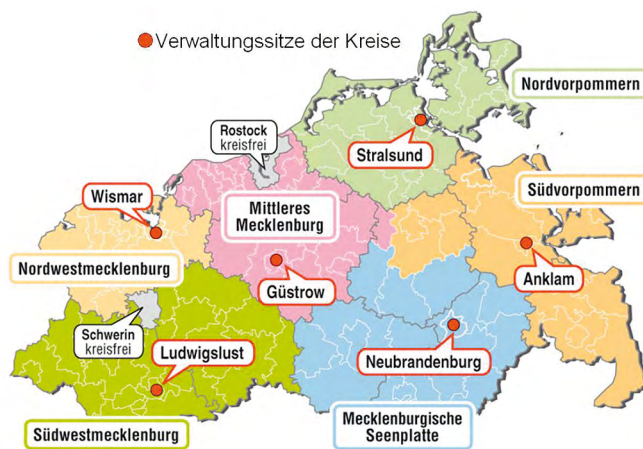 Verwaltungssitze der Kreise
Nordvorpommern
Rostock
kreisfrei
Stralsund
Südvorpommern
Wismar
Mittleres
Mecklenburg
Nordwestmecklenburg
Güstrow
Anklam
Schwerin
kreisfrei
Ludwigslust
Neubrandenburg
Südwestmecklenburg
Mecklenburgische
Seenplatte